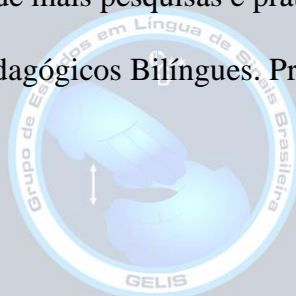 de mais pesquisas e prá
dagógicos Bilíngues. Pr
Grupo de Estudos em Língua de Sinais Brasileira
GELIS